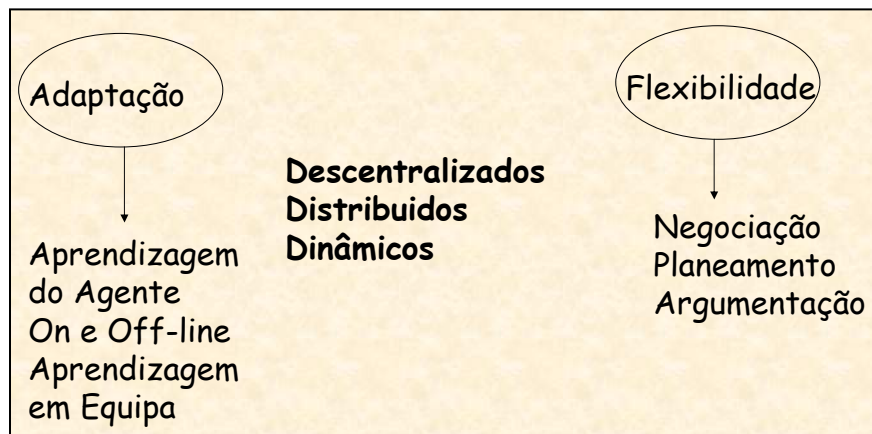 Adaptação
Aprendizagem
do Agente
On e Off-line
Aprendizagem
em Equipa
Descentralizados
Distribuidos
Dinâmicos
Flexibilidade
Negociação
Planeamento
Argumentação